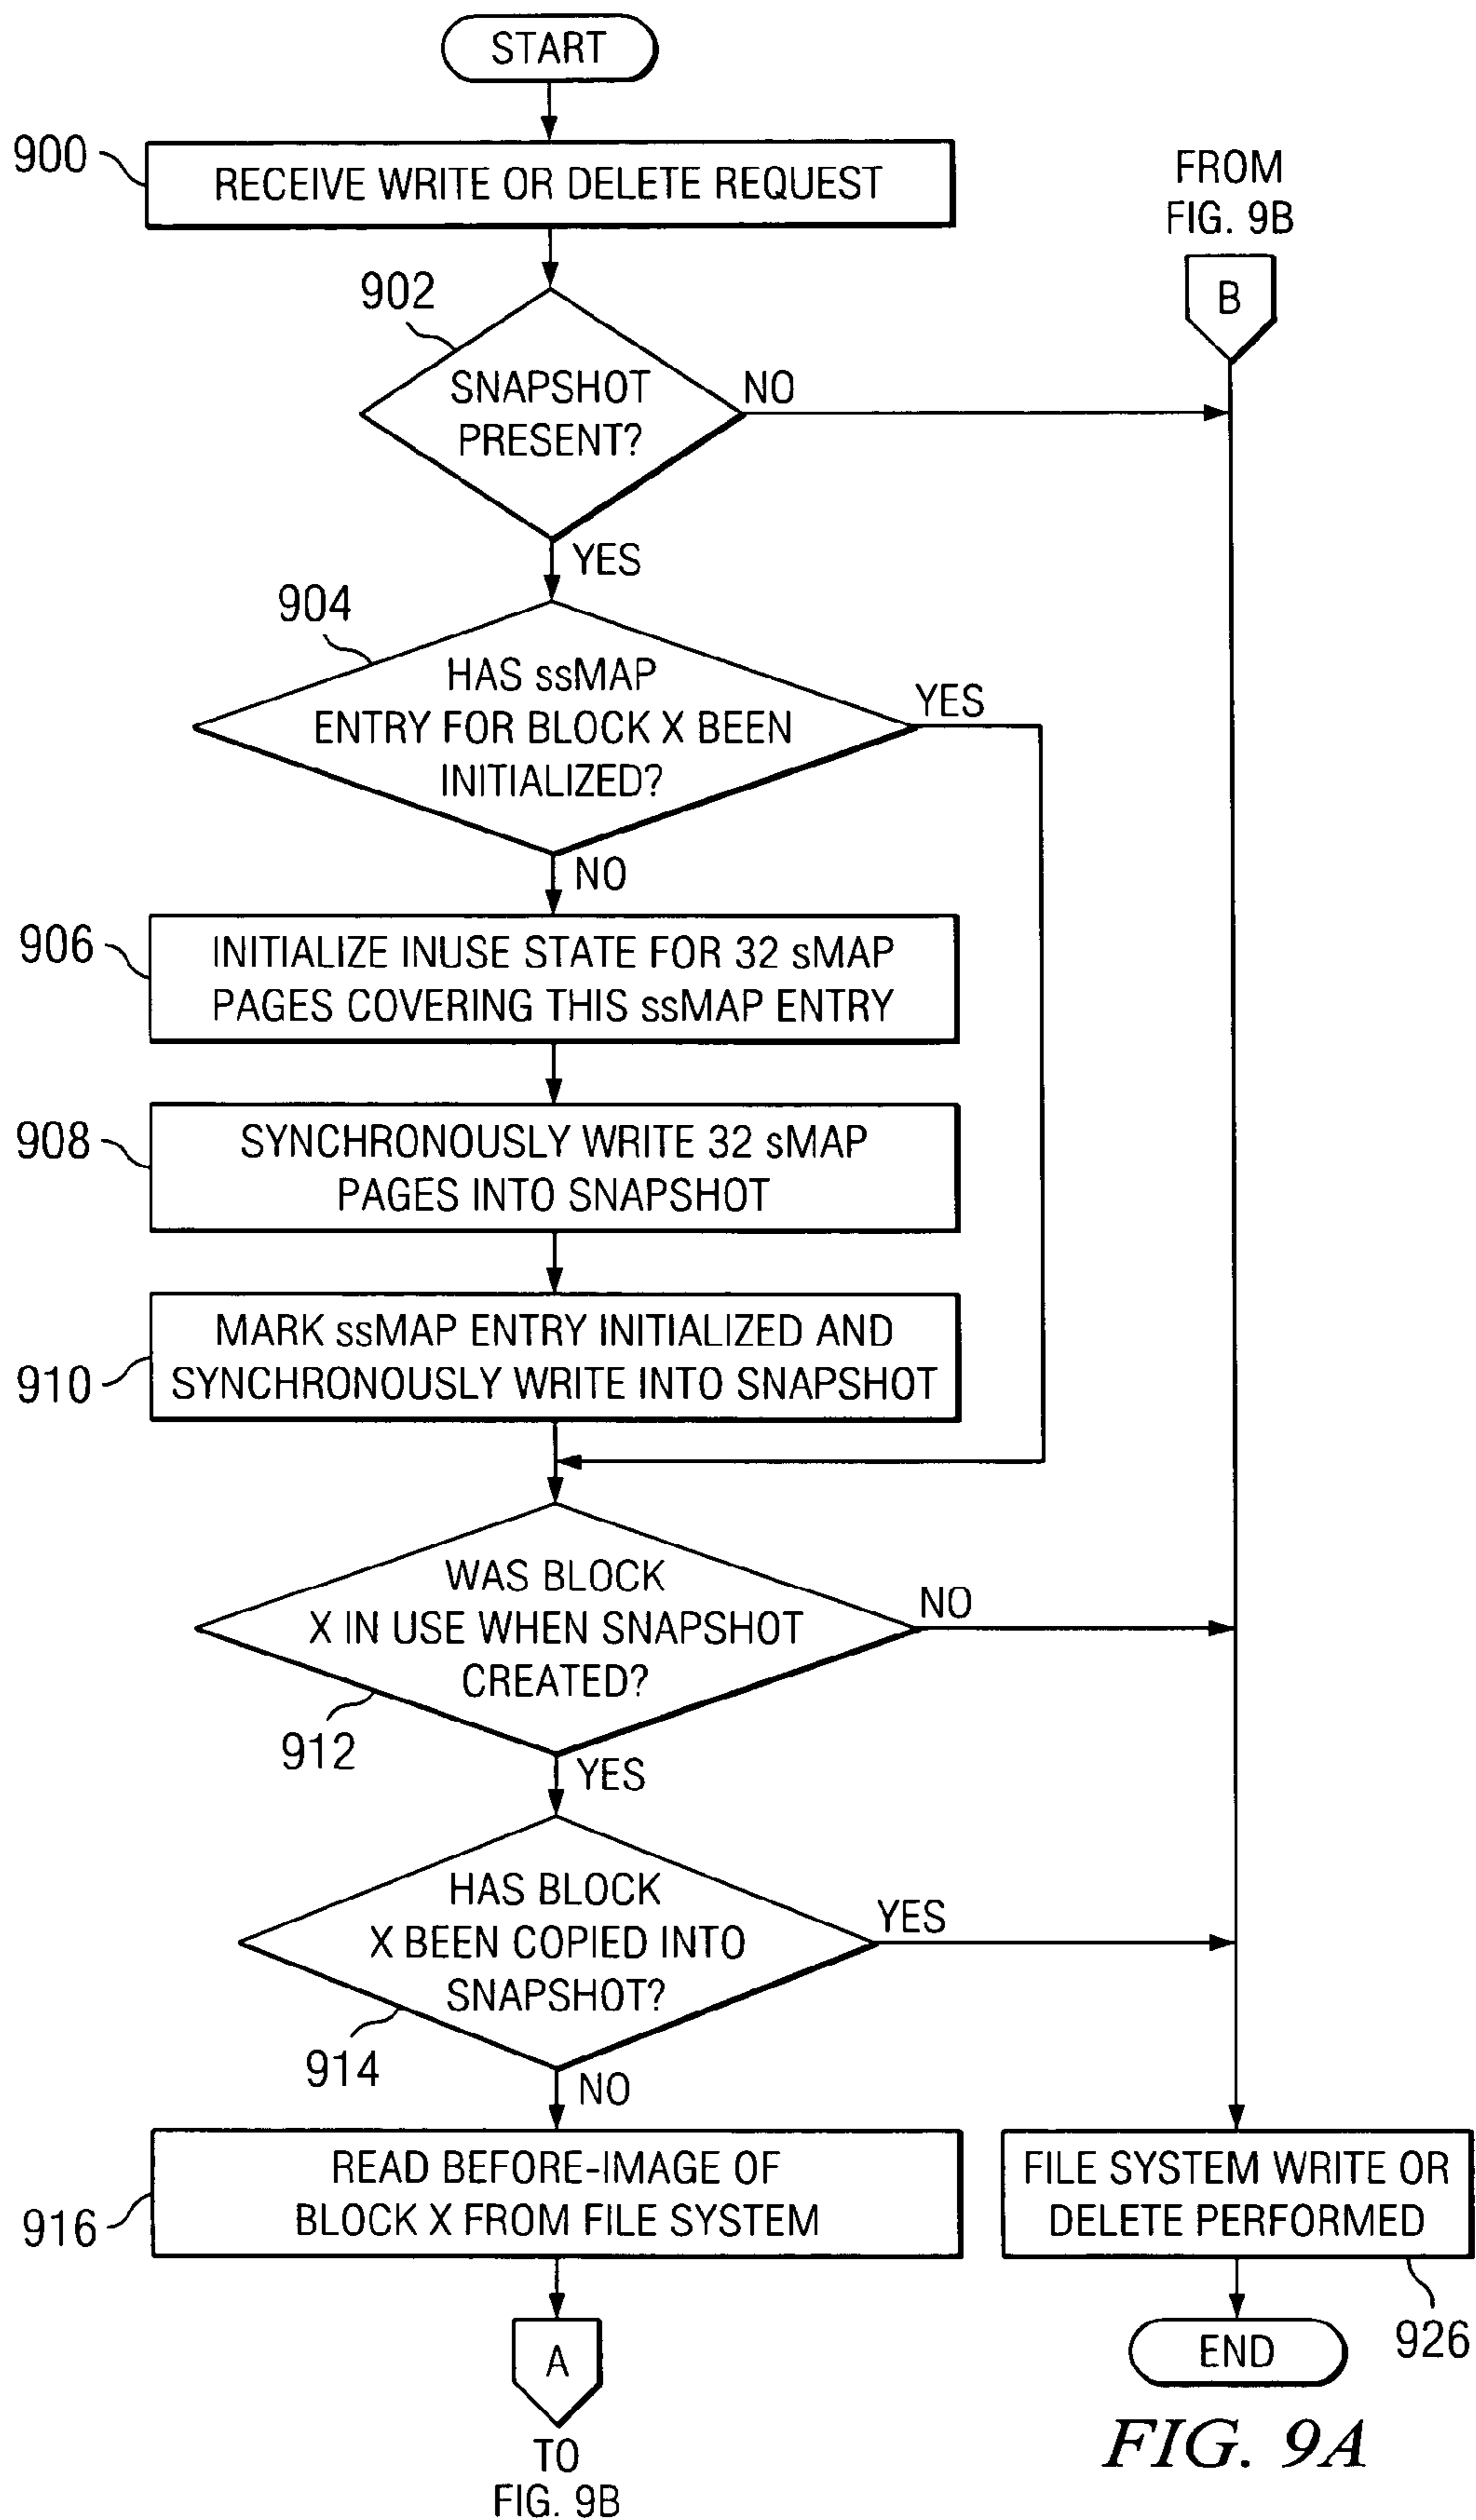 START
900
RECEIVE WRITE OR DELETE REQUEST
FROM
FIG. 9B
B
902
SNAPSHOT
PRESENT?
NO
YES
904
HAS ssMAP
ENTRY FOR BLOCK X BEEN
INITIALIZED?
YES
NO
906
INITIALIZE INUSE STATE FOR 32 sMAP
PAGES COVERING THIS ssMAP ENTRY
908
SYNCHRONOUSLY WRITE 32 sMAP
PAGES INTO SNAPSHOT
910
MARK ssMAP ENTRY INITIALIZED AND
SYNCHRONOUSLY WRITE INTO SNAPSHOT
WAS BLOCK
X IN USE WHEN SNAPSHOT
CREATED?
NO
912
YES
HAS BLOCK
X BEEN COPIED INTO
SNAPSHOT?
YES
914
NO
916
READ BEFORE-IMAGE OF
BLOCK X FROM FILE SYSTEM
FILE SYSTEM WRITE OR
DELETE PERFORMED
926
A
TO
FIG. 9B
END
FIG. 9A